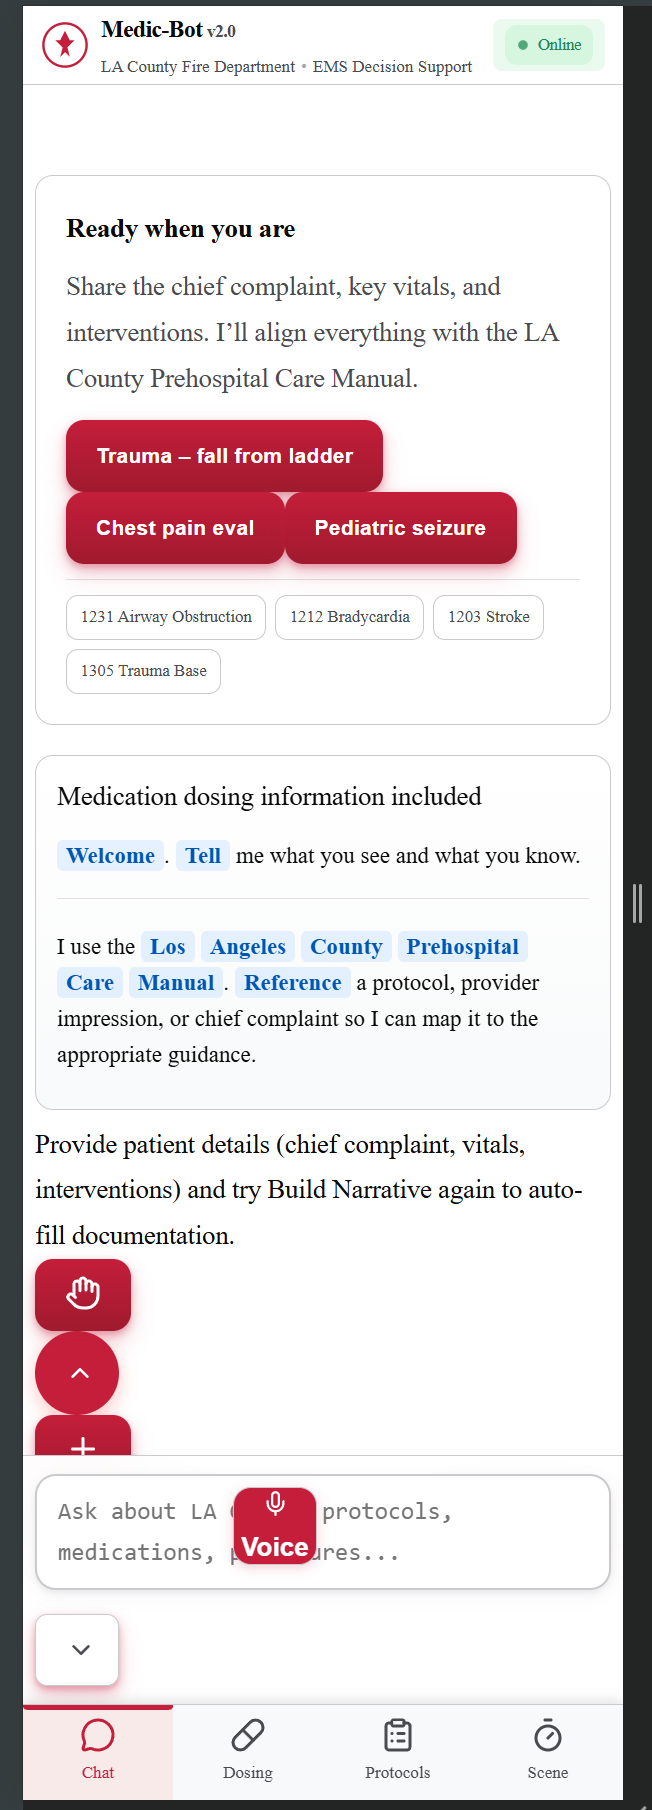 Medic-Bot v2.0
LA County Fire Department • EMS Decision Support
Online
Ready when you are
Share the chief complaint, key vitals, and
interventions. I’ll align everything with the LA
County Prehospital Care Manual.
Trauma – fall from ladder
Chest pain eval
Pediatric seizure
1231 Airway Obstruction
1212 Bradycardia
1203 Stroke
1305 Trauma Base
Medication dosing information included
Welcome. Tell me what you see and what you know.
I use the Los Angeles County Prehospital
Care Manual. Reference a protocol, provider
impression, or chief complaint so I can map it to the
appropriate guidance.
Provide patient details (chief complaint, vitals,
interventions) and try Build Narrative again to auto-
fill documentation.
Ask about LA protocols,
medications,
Voice
Chat
Dosing
Protocols
Scene